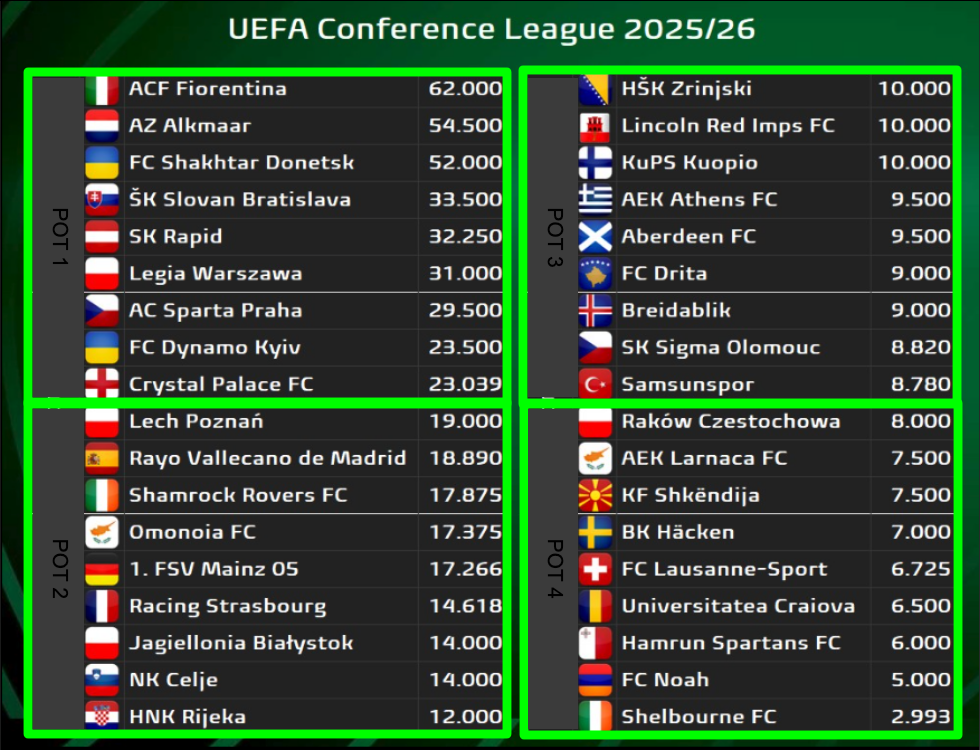 UEFA Conference League 2025/26
POT 1
ACF Fiorentina 62.000
AZ Alkmaar 54.500
FC Shakhtar Donetsk 52.000
ŠK Slovan Bratislava 33.500
SK Rapid 32.250
Legia Warszawa 31.000
AC Sparta Praha 29.500
FC Dynamo Kyiv 23.500
Crystal Palace FC 23.039
POT 2
Lech Poznań 19.000
Rayo Vallecano de Madrid 18.890
Shamrock Rovers FC 17.875
Omonoia FC 17.375
1. FSV Mainz 05 17.266
Racing Strasbourg 14.618
Jagiellonia Białystok 14.000
NK Celje 14.000
HNK Rijeka 12.000
POT 3
HŠK Zrinjski 10.000
Lincoln Red Imps FC 10.000
KuPS Kuopio 10.000
AEK Athens FC 9.500
Aberdeen FC 9.500
FC Drita 9.000
Breidablik 9.000
SK Sigma Olomouc 8.820
Samsunspor 8.780
POT 4
Raków Czestochowa 8.000
AEK Larnaca FC 7.500
KF Shkëndija 7.500
BK Häcken 7.000
FC Lausanne-Sport 6.725
Universitatea Craiova 6.500
Hamrun Spartans FC 6.000
FC Noah 5.000
Shelbourne FC 2.993